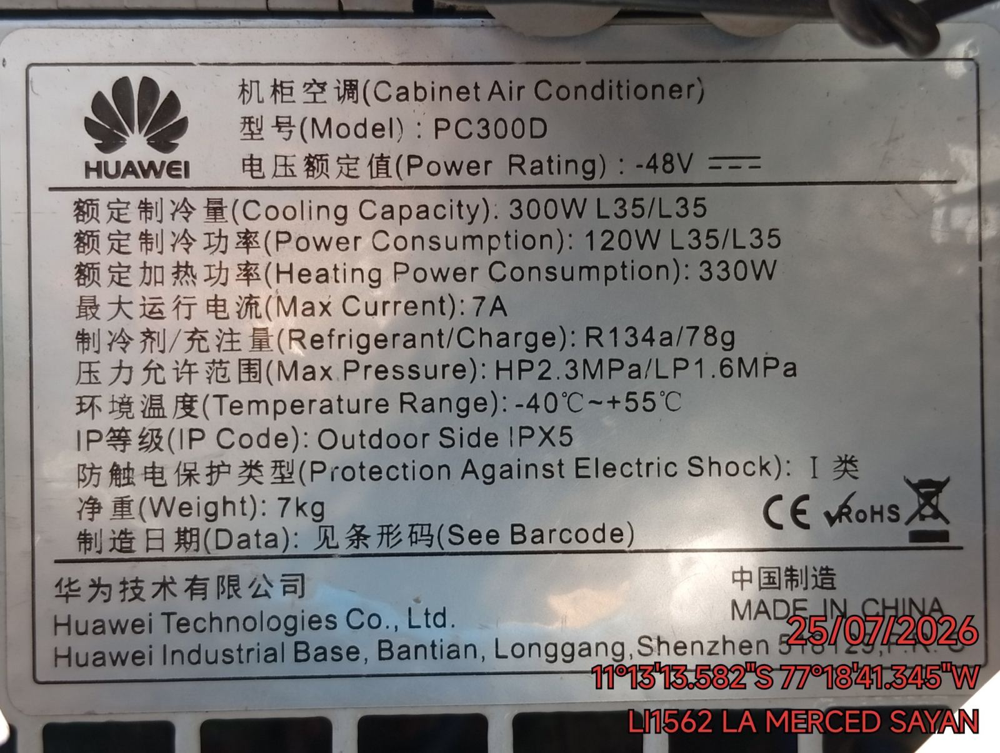 HUAWEI
机柜空调(Cabinet Air Conditioner)
型号(Model) : PC300D
电压额定值(Power Rating) : -48V
额定制冷量(Cooling Capacity): 300W L35/L35
额定制冷功率(Power Consumption): 120W L35/L35
额定加热功率(Heating Power Consumption): 330W
最大运行电流(Max Current): 7A
制冷剂/充注量(Refrigerant/Charge): R134a/78g
压力允许范围(Max Pressure): HP2.3MPa/LP1.6MPa
环境温度(Temperature Range): -40℃~+55℃
IP等级(IP Code): Outdoor Side IPX5
防触电保护类型(Protection Against Electric Shock): I 类
净重(Weight): 7kg
CE RoHS
制造日期(Data): 见条形码(See Barcode)
华为技术有限公司
中国制造
Huawei Technologies Co., Ltd.
MADE IN CHINA
Huawei Industrial Base, Bantian, Longgang, Shenzhen 518129, P.R. C
25/07/2026
11°13'13.582"S 77°18'41.345"W
LI1562 LA MERCED SAYAN